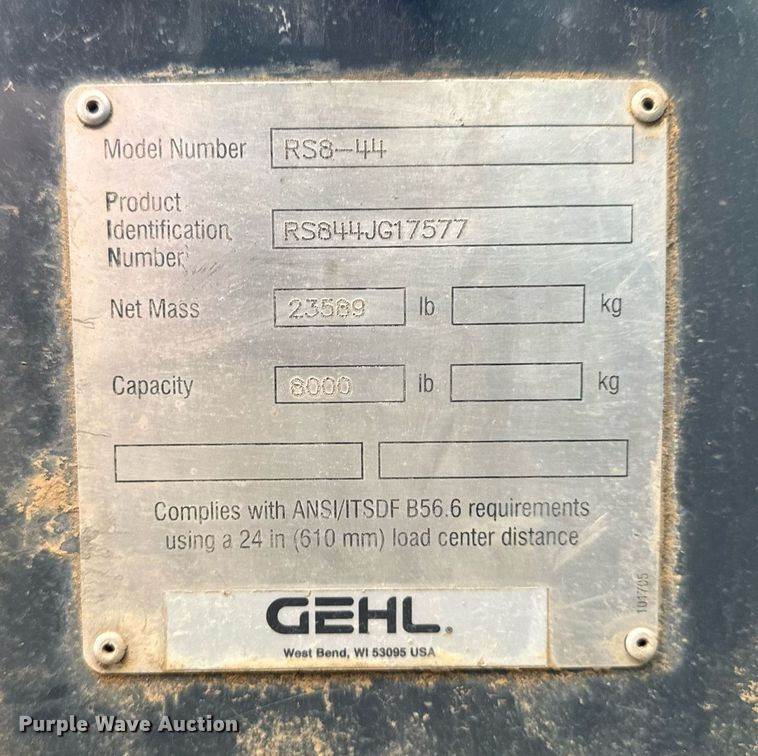 Model Number RS8-44
Product
Identification
Number RS844JG17577
Net Mass 23589 lb kg
Capacity 8000 lb kg
Complies with ANSI/ITSDF B56.6 requirements
using a 24 in (610 mm) load center distance
101705
GEHL®
West Bend, WI 53095 USA
Purple Wave Auction